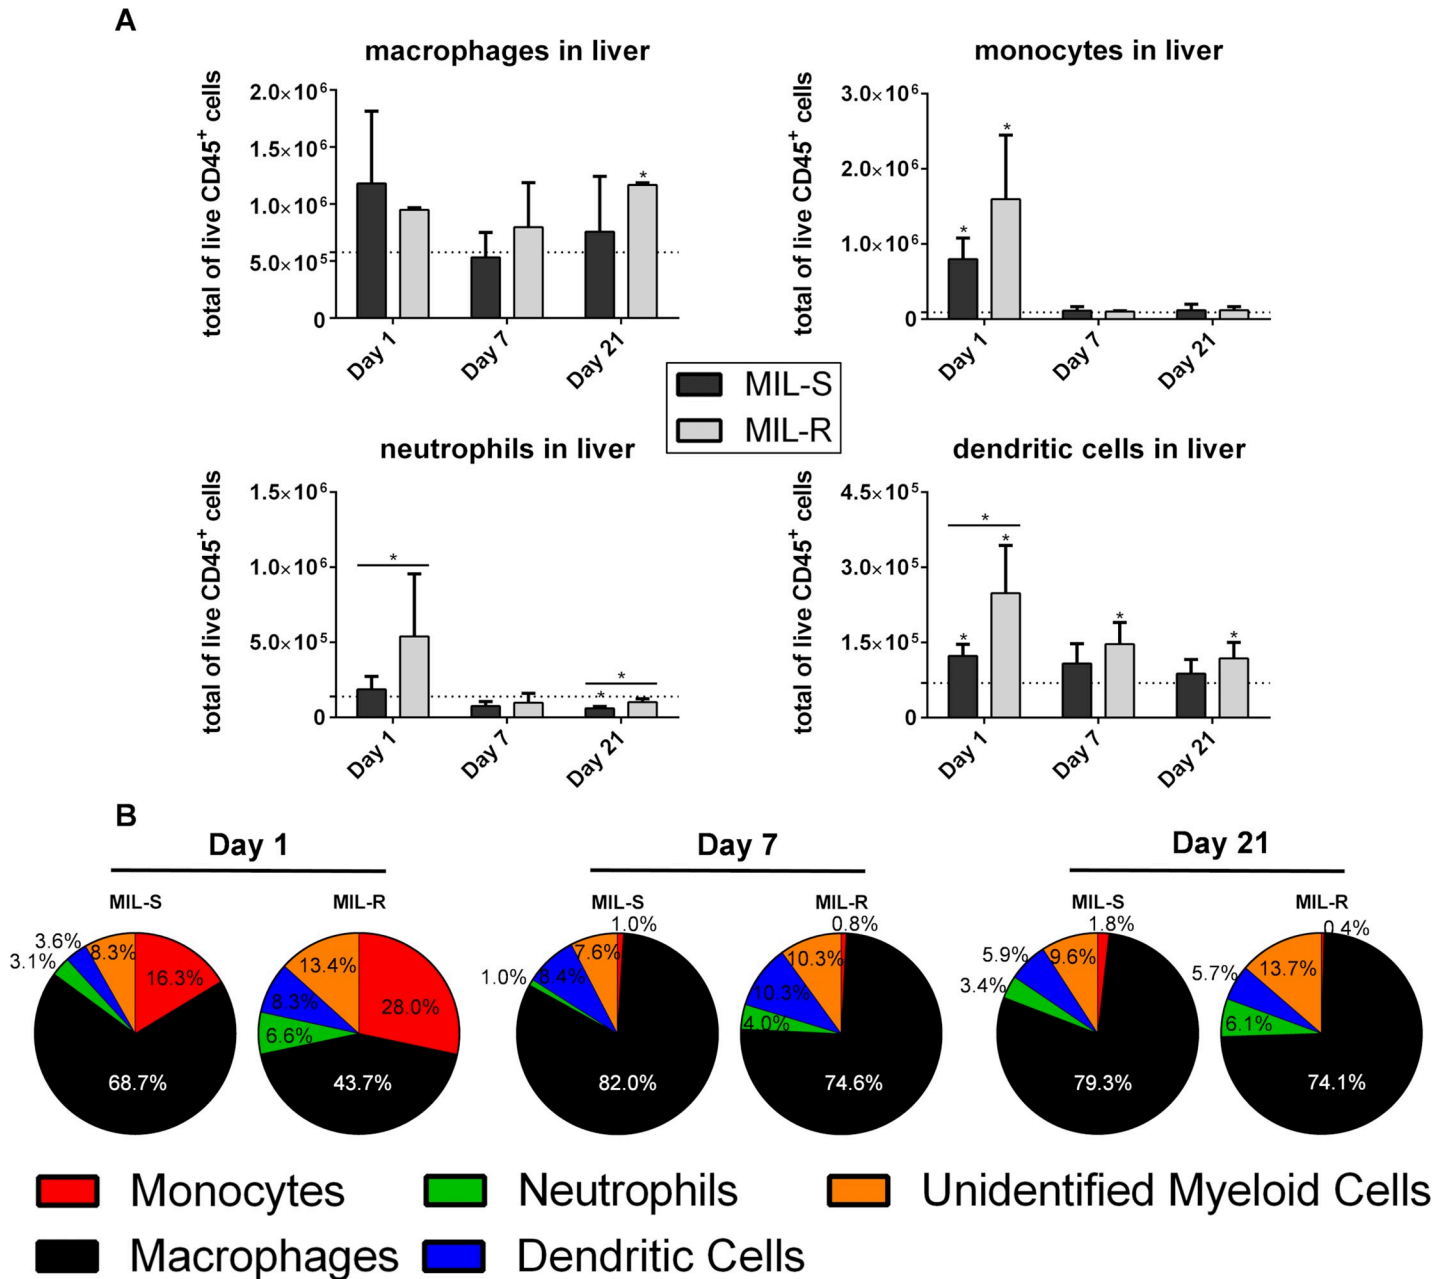 A
macrophages in liver
total of live CD45+ cells
2.0×10⁶
1.5×10⁶
1.0×10⁶
5.0×10⁵
0
Day 1
Day 7
Day 21
*
monocytes in liver
total of live CD45+ cells
3.0×10⁶
2.0×10⁶
1.0×10⁶
0
Day 1
Day 7
Day 21
*
*
MIL-S
MIL-R
neutrophils in liver
total of live CD45+ cells
1.5×10⁶
1.0×10⁶
5.0×10⁵
0
Day 1
Day 7
Day 21
*
*
*
dendritic cells in liver
total of live CD45+ cells
4.5×10⁵
3.0×10⁵
1.5×10⁵
0
Day 1
Day 7
Day 21
*
*
*
*
*
B
Day 1
MIL-S
3.6%
8.3%
3.1%
16.3%
68.7%
MIL-R
13.4%
8.3%
28.0%
6.6%
43.7%
Day 7
MIL-S
1.0%
7.6%
1.0%
8.4%
82.0%
MIL-R
0.8%
10.3%
10.3%
4.0%
74.6%
Day 21
MIL-S
1.8%
5.9%
9.6%
3.4%
79.3%
MIL-R
0.4%
5.7%
13.7%
6.1%
74.1%
Monocytes
Neutrophils
Unidentified Myeloid Cells
Macrophages
Dendritic Cells